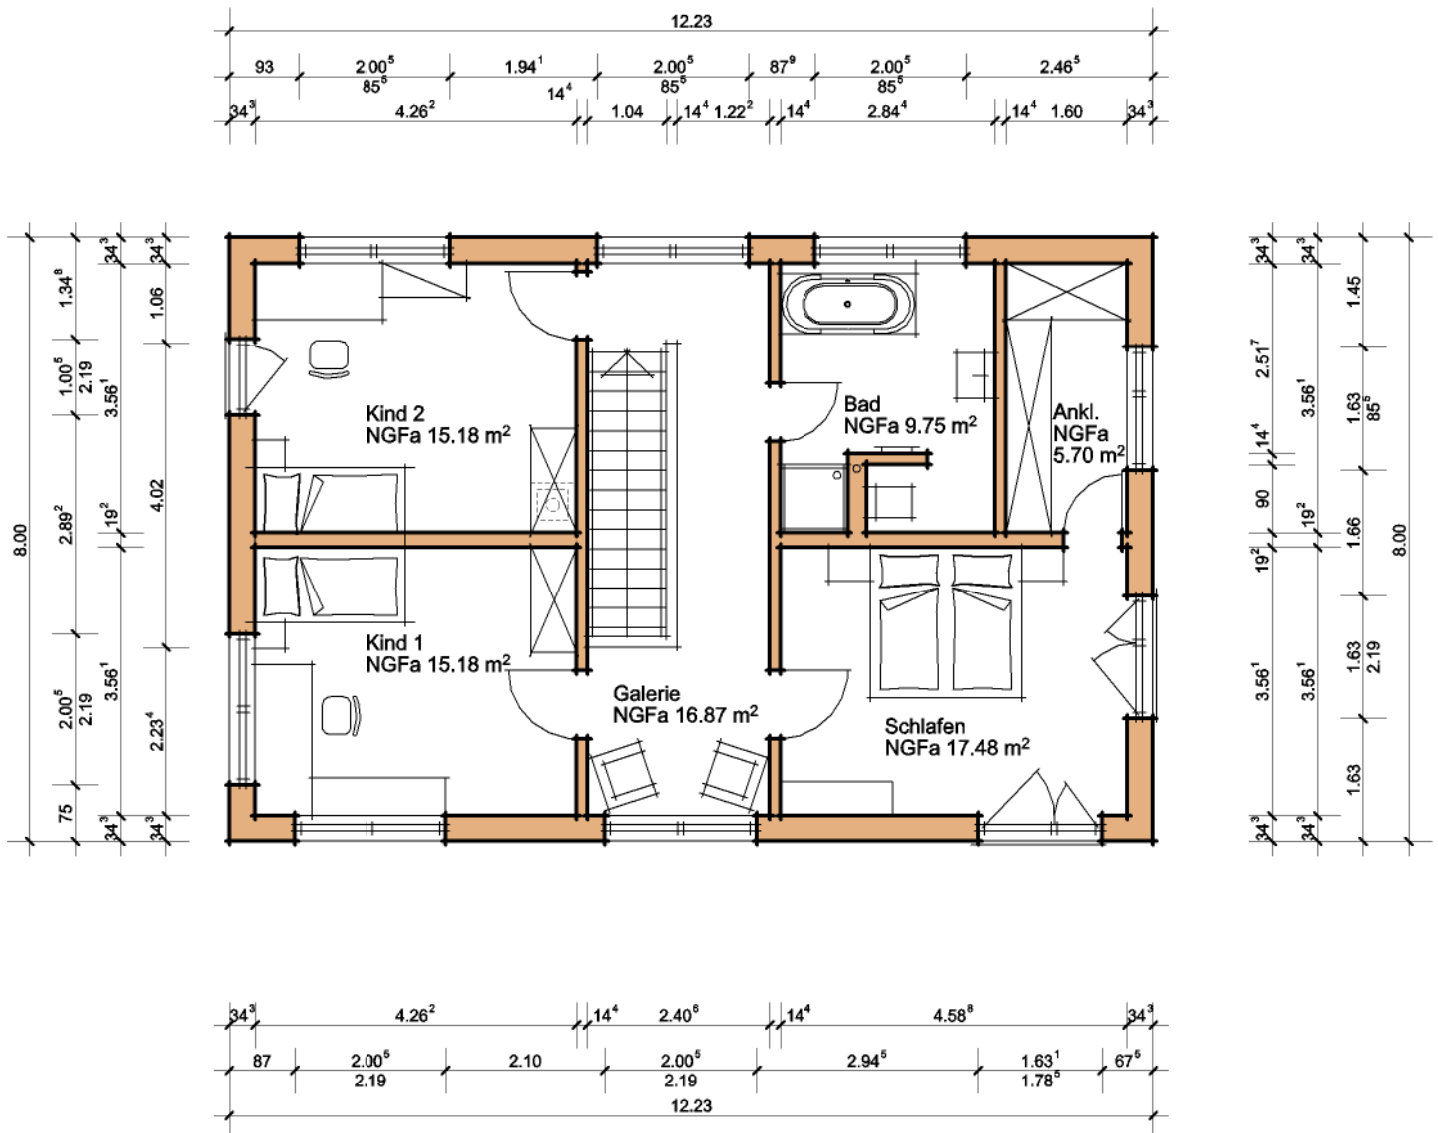 12.23
93 2.00⁵ 1.94¹ 2.00⁵ 87⁹ 2.00⁵ 2.46⁵
85⁵ 85⁵ 85⁵
14⁴
34³ 4.26² 1.04 14⁴ 1.22² 14⁴ 2.84⁴ 14⁴ 1.60 34³
8.00
1.34⁸
1.00⁵
2.19
2.89²
2.00⁵
2.19
75
34³
3.56¹
19²
3.56¹
34³
34³
1.06
4.02
2.23⁴
34³
Kind 2
NGFa 15.18 m²
Bad
NGFa 9.75 m²
Ankl.
NGFa
5.70 m²
Kind 1
NGFa 15.18 m²
Galerie
NGFa 16.87 m²
Schlafen
NGFa 17.48 m²
34³
2.51⁷
14⁴
90
19²
3.56¹
34³
34³
3.56¹
19²
3.56¹
34³
1.45
1.63
85⁵
1.66
1.63
2.19
1.63
8.00
34³ 4.26² 14⁴ 2.40⁶ 14⁴ 4.58⁸ 34³
87 2.00⁵ 2.10 2.00⁵ 2.94⁵ 1.63¹ 67⁵
2.19 2.19 1.78⁵
12.23